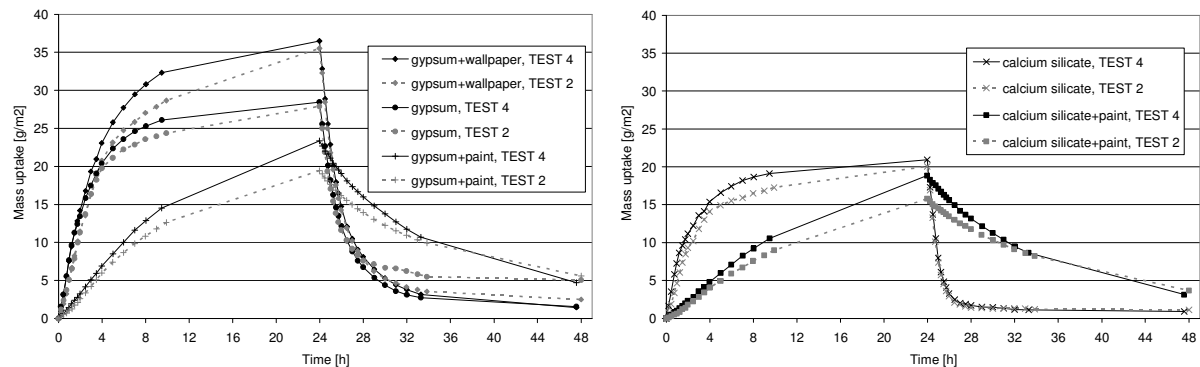 40
35
30
25
20
15
10
5
0
Mass uptake [g/m2]
gypsum+wallpaper, TEST 4
gypsum+wallpaper, TEST 2
gypsum, TEST 4
gypsum, TEST 2
gypsum+paint, TEST 4
gypsum+paint, TEST 2
0 4 8 12 16 20 24 28 32 36 40 44 48
Time [h]
40
35
30
25
20
15
10
5
0
Mass uptake [g/m2]
calcium silicate, TEST 4
calcium silicate, TEST 2
calcium silicate+paint, TEST 4
calcium silicate+paint, TEST 2
0 4 8 12 16 20 24 28 32 36 40 44 48
Time [h]